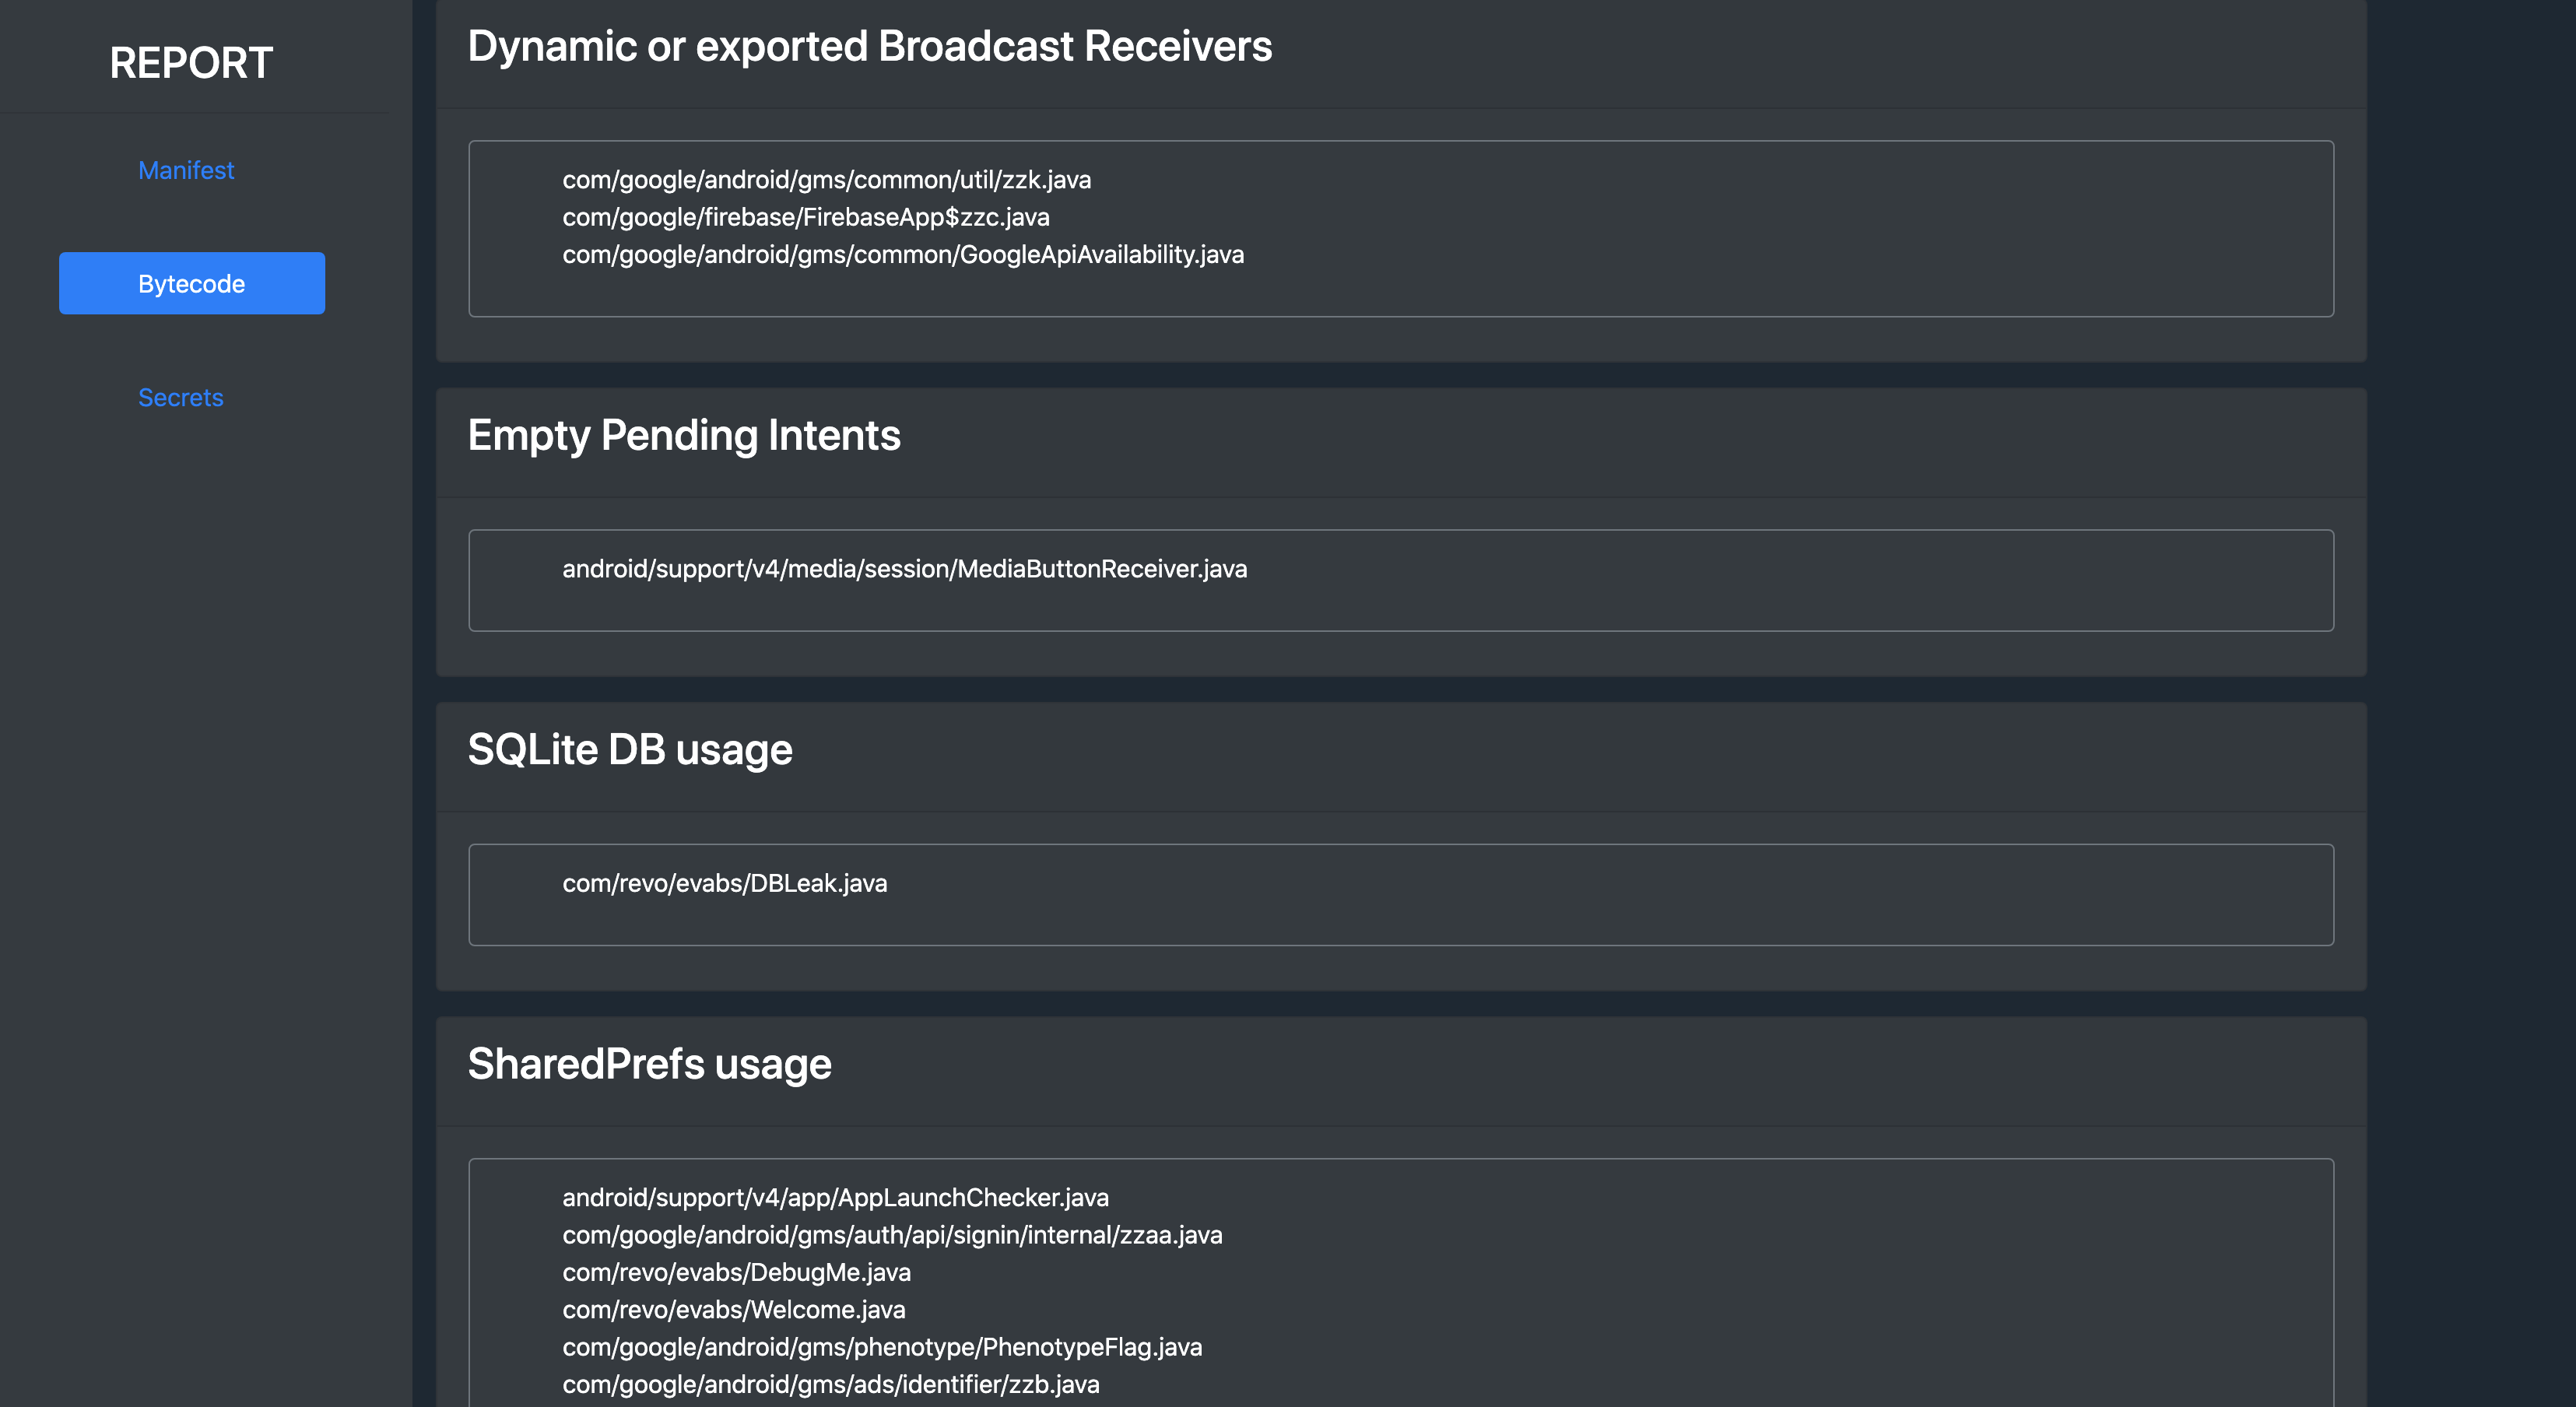 REPORT
Manifest
Bytecode
Secrets
Dynamic or exported Broadcast Receivers
com/google/android/gms/common/util/zzk.java
com/google/firebase/FirebaseApp$zzc.java
com/google/android/gms/common/GoogleApiAvailability.java
Empty Pending Intents
android/support/v4/media/session/MediaButtonReceiver.java
SQLite DB usage
com/revo/evabs/DBLeak.java
SharedPrefs usage
android/support/v4/app/AppLaunchChecker.java
com/google/android/gms/auth/api/signin/internal/zzaa.java
com/revo/evabs/DebugMe.java
com/revo/evabs/Welcome.java
com/google/android/gms/phenotype/PhenotypeFlag.java
com/google/android/gms/ads/identifier/zzb.java